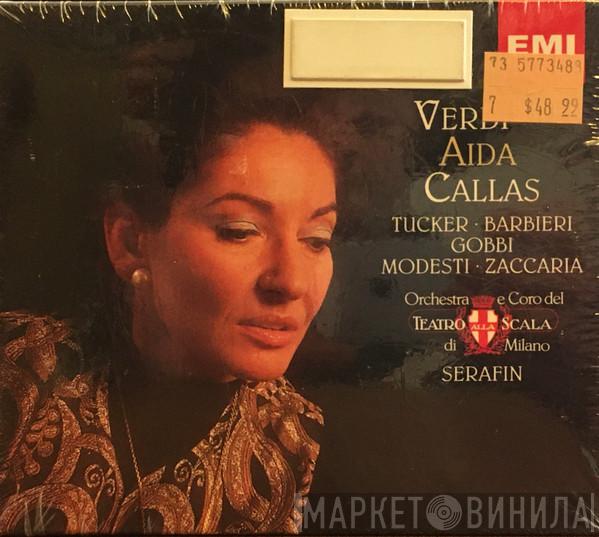 EMI
73 5773489
7 $48 99
VERDI
AIDA
CALLAS
TUCKER · BARBIERI
GOBBI
MODESTI · ZACCARIA
Orchestra e Coro del
TEATRO ALLA SCALA
di Milano
SERAFIN
МАРКЕТ ВИНИЛА